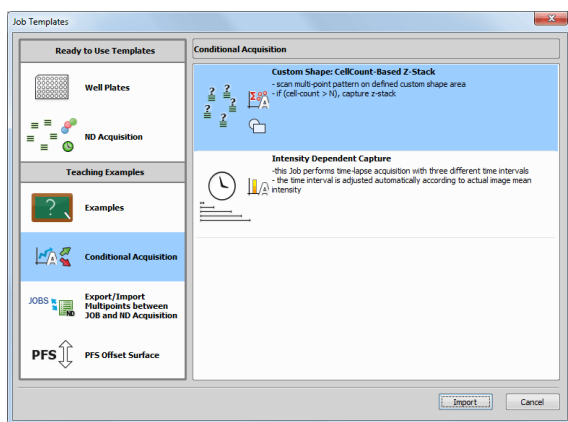 Job Templates
Ready to Use Templates
Well Plates
ND Acquisition
Teaching Examples
Examples
Conditional Acquisition
JOBS
ND
Export/Import
Multipoints between
JOB and ND Acquisition
PFS
PFS Offset Surface
Conditional Acquisition
Custom Shape: CellCount-Based Z-Stack
- scan multi-point pattern on defined custom shape area
- if (cell-count > N), capture z-stack
Intensity Dependent Capture
-this Job performs time-lapse acquisition with three different time intervals
- the time interval is adjusted automatically according to actual image mean
intensity
Import
Cancel